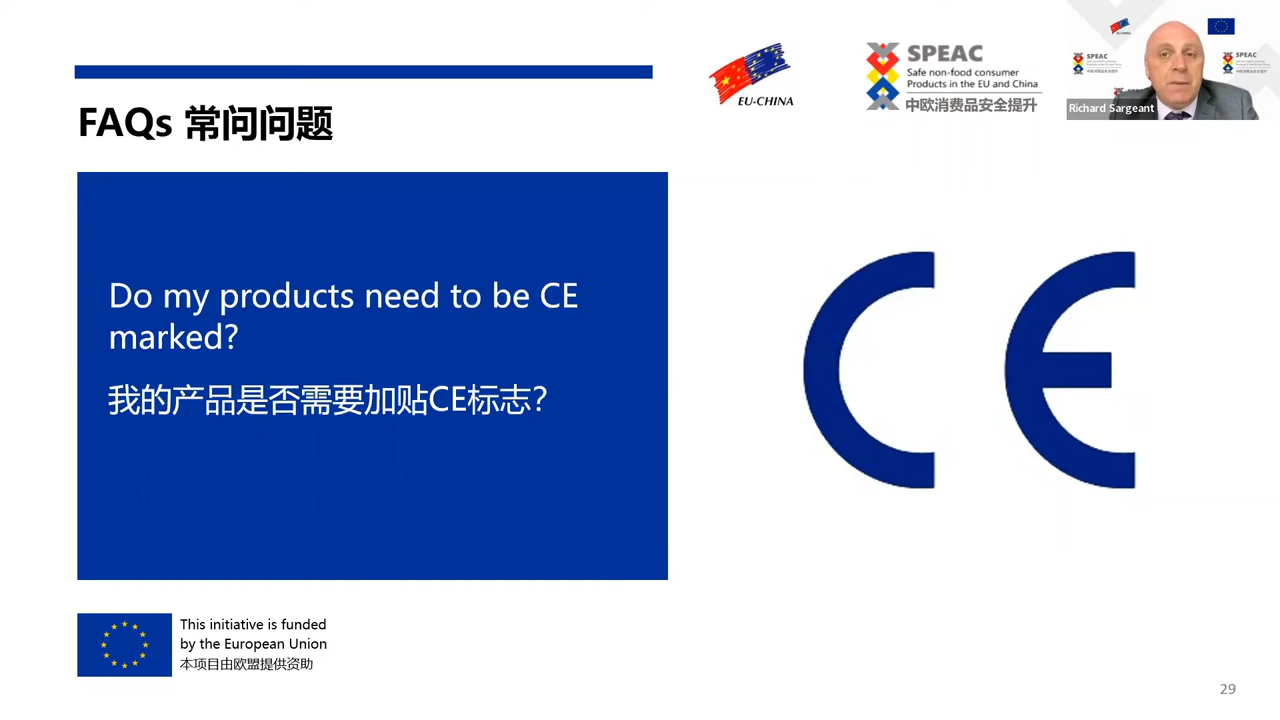 EU-CHINA
SPEAC
Safe non-food consumer
Products in the EU and China
中欧消费品安全提升
SPEAC
SPEAC
Richard Sargeant
FAQs 常问问题
Do my products need to be CE
marked?
我的产品是否需要加贴CE标志？
CE
This initiative is funded
by the European Union
本项目由欧盟提供资助
29